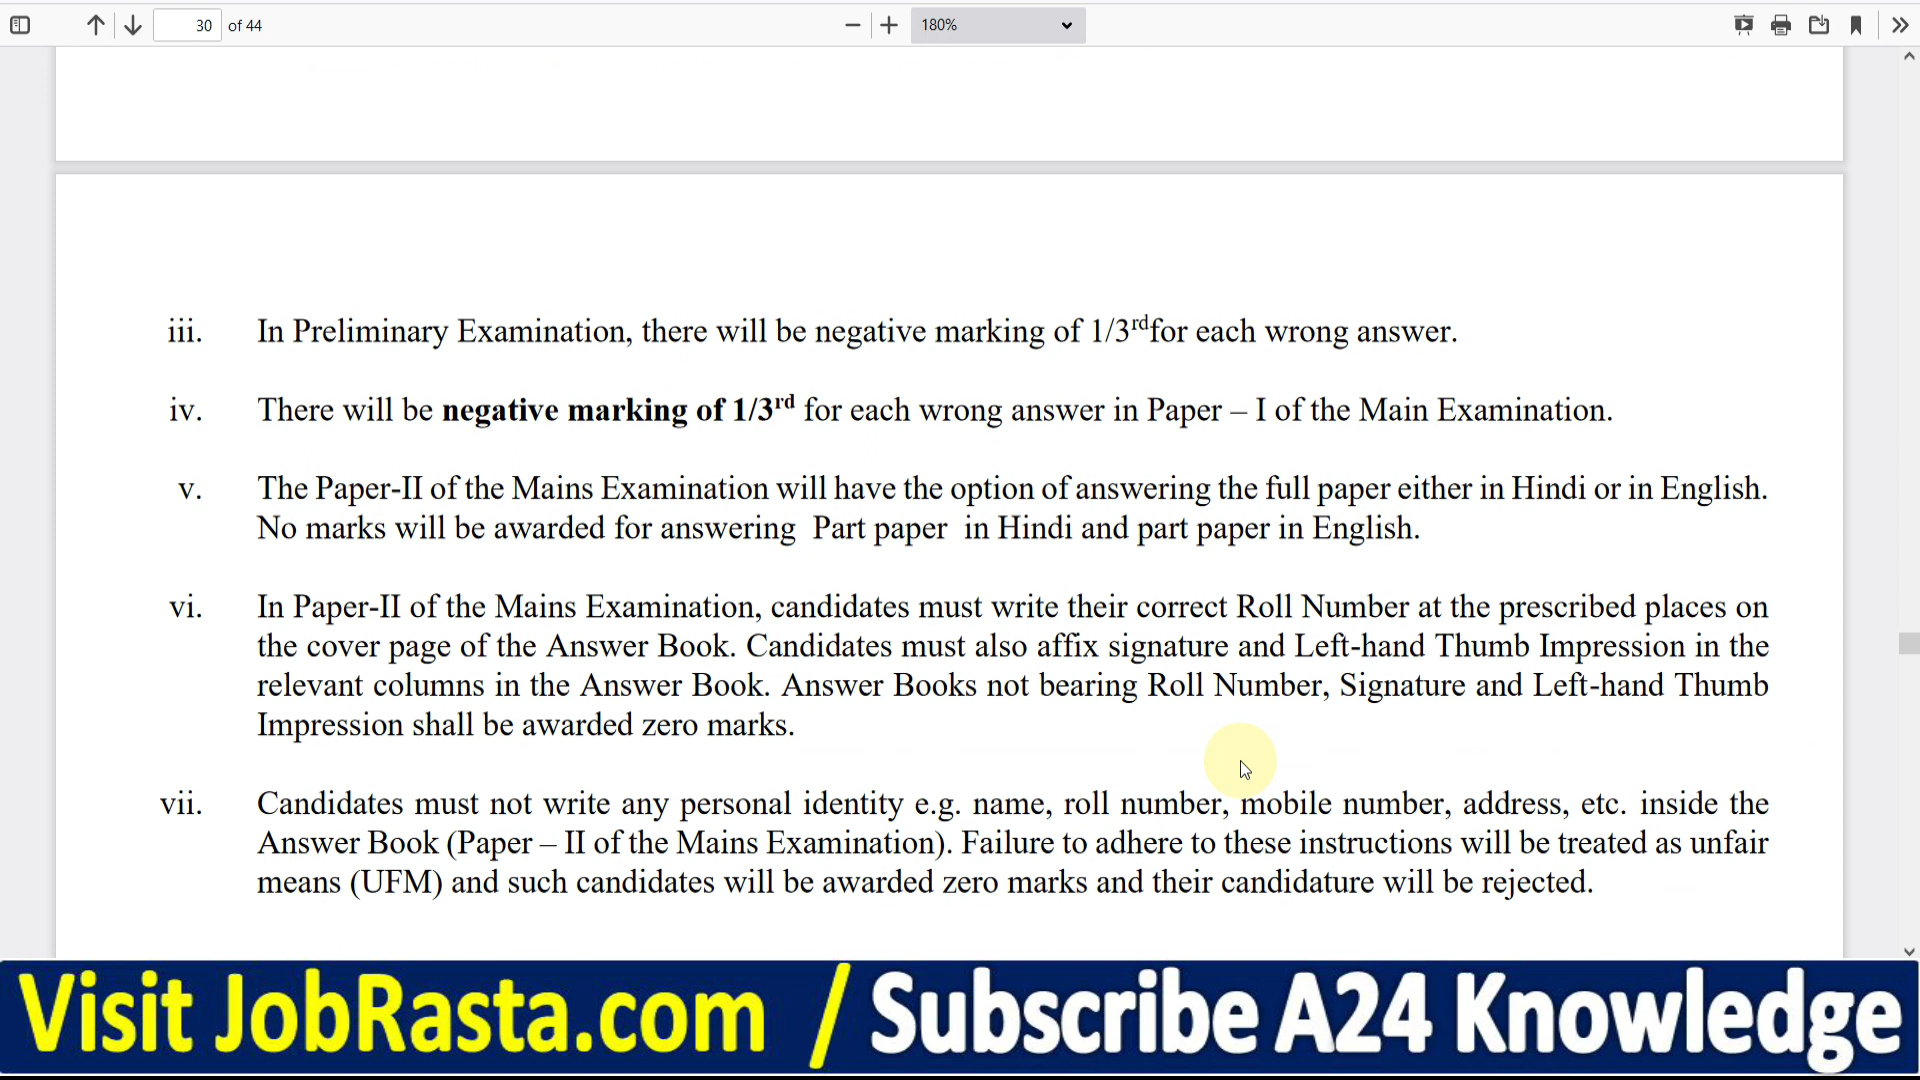 30 of 44
180%
iii. In Preliminary Examination, there will be negative marking of 1/3rdfor each wrong answer.
iv. There will be negative marking of 1/3rd for each wrong answer in Paper – I of the Main Examination.
v. The Paper-II of the Mains Examination will have the option of answering the full paper either in Hindi or in English.
No marks will be awarded for answering Part paper in Hindi and part paper in English.
vi. In Paper-II of the Mains Examination, candidates must write their correct Roll Number at the prescribed places on
the cover page of the Answer Book. Candidates must also affix signature and Left-hand Thumb Impression in the
relevant columns in the Answer Book. Answer Books not bearing Roll Number, Signature and Left-hand Thumb
Impression shall be awarded zero marks.
vii. Candidates must not write any personal identity e.g. name, roll number, mobile number, address, etc. inside the
Answer Book (Paper – II of the Mains Examination). Failure to adhere to these instructions will be treated as unfair
means (UFM) and such candidates will be awarded zero marks and their candidature will be rejected.
Visit JobRasta.com / Subscribe A24 Knowledge